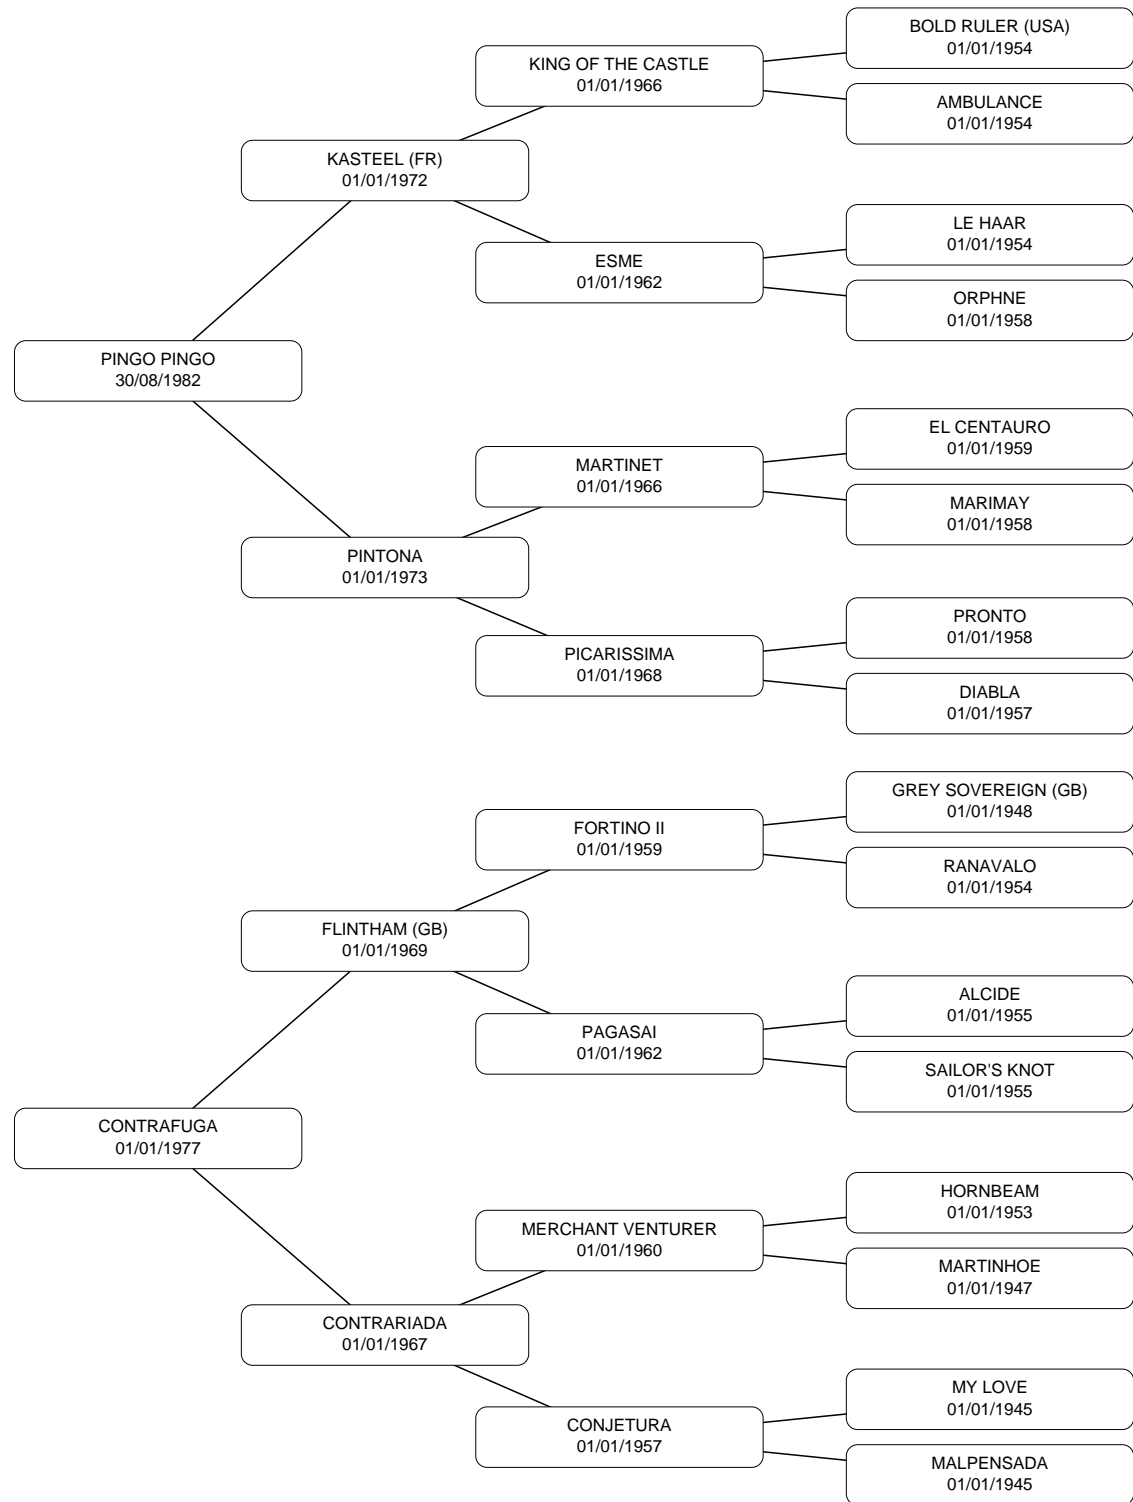 BOLD RULER (USA)
01/01/1954
KING OF THE CASTLE
01/01/1966
AMBULANCE
01/01/1954
KASTEEL (FR)
01/01/1972
LE HAAR
01/01/1954
ESME
01/01/1962
ORPHNE
01/01/1958
PINGO PINGO
30/08/1982
EL CENTAURO
01/01/1959
MARTINET
01/01/1966
MARIMAY
01/01/1958
PINTONA
01/01/1973
PRONTO
01/01/1958
PICARISSIMA
01/01/1968
DIABLA
01/01/1957
GREY SOVEREIGN (GB)
01/01/1948
FORTINO II
01/01/1959
RANAVALO
01/01/1954
FLINTHAM (GB)
01/01/1969
ALCIDE
01/01/1955
PAGASAI
01/01/1962
SAILOR'S KNOT
01/01/1955
CONTRAFUGA
01/01/1977
HORNBEAM
01/01/1953
MERCHANT VENTURER
01/01/1960
MARTINHOE
01/01/1947
CONTRARIADA
01/01/1967
MY LOVE
01/01/1945
CONJETURA
01/01/1957
MALPENSADA
01/01/1945